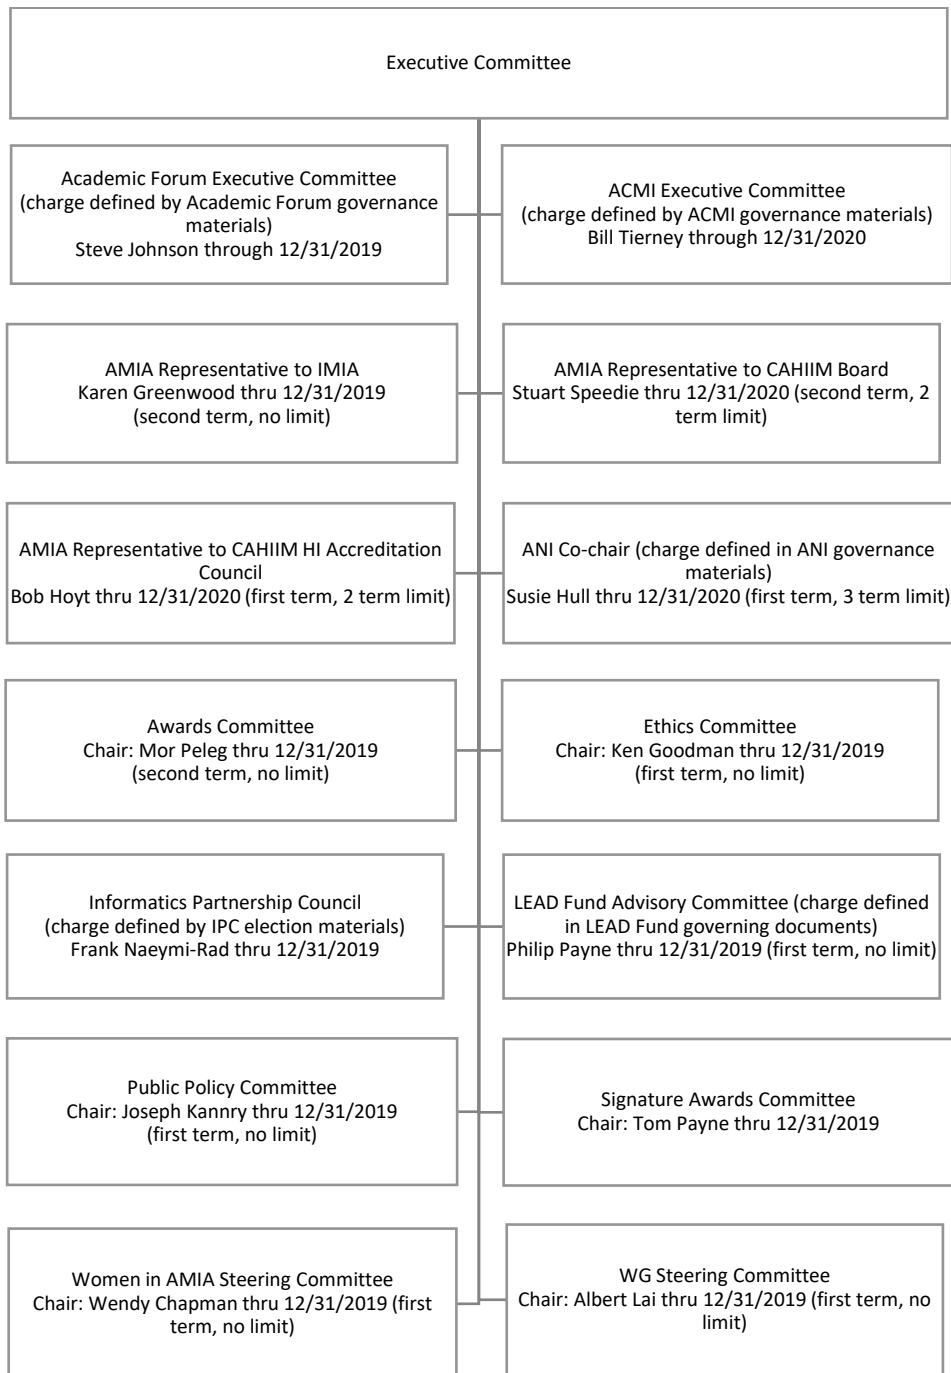 Executive Committee
Academic Forum Executive Committee
(charge defined by Academic Forum governance
materials)
Steve Johnson through 12/31/2019
ACMI Executive Committee
(charge defined by ACMI governance materials)
Bill Tierney through 12/31/2020
AMIA Representative to IMIA
Karen Greenwood thru 12/31/2019
(second term, no limit)
AMIA Representative to CAHIIM Board
Stuart Speedie thru 12/31/2020 (second term, 2
term limit)
AMIA Representative to CAHIIM HI Accreditation
Council
Bob Hoyt thru 12/31/2020 (first term, 2 term limit)
ANI Co-chair (charge defined in ANI governance
materials)
Susie Hull thru 12/31/2020 (first term, 3 term limit)
Awards Committee
Chair: Mor Peleg thru 12/31/2019
(second term, no limit)
Ethics Committee
Chair: Ken Goodman thru 12/31/2019
(first term, no limit)
Informatics Partnership Council
(charge defined by IPC election materials)
Frank Naeymi-Rad thru 12/31/2019
LEAD Fund Advisory Committee (charge defined
in LEAD Fund governing documents)
Philip Payne thru 12/31/2019 (first term, no limit)
Public Policy Committee
Chair: Joseph Kannry thru 12/31/2019
(first term, no limit)
Signature Awards Committee
Chair: Tom Payne thru 12/31/2019
Women in AMIA Steering Committee
Chair: Wendy Chapman thru 12/31/2019 (first
term, no limit)
WG Steering Committee
Chair: Albert Lai thru 12/31/2019 (first term, no
limit)